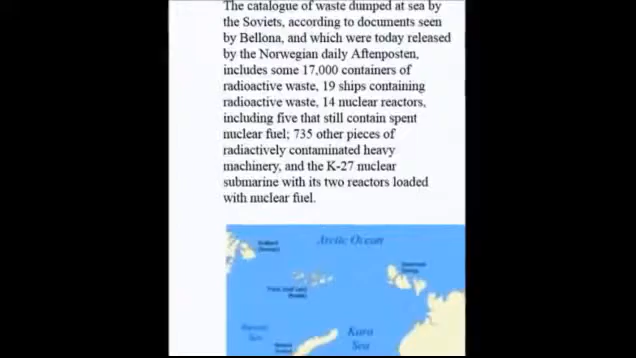 The catalogue of waste dumped at sea by
the Soviets, according to documents seen
by Bellona, and which were today released
by the Norwegian daily Aftenposten,
includes some 17,000 containers of
radioactive waste, 19 ships containing
radioactive waste, 14 nuclear reactors,
including five that still contain spent
nuclear fuel; 735 other pieces of
radiactively contaminated heavy
machinery, and the K-27 nuclear
submarine with its two reactors loaded
with nuclear fuel.
Arctic Ocean
Kara
Sea